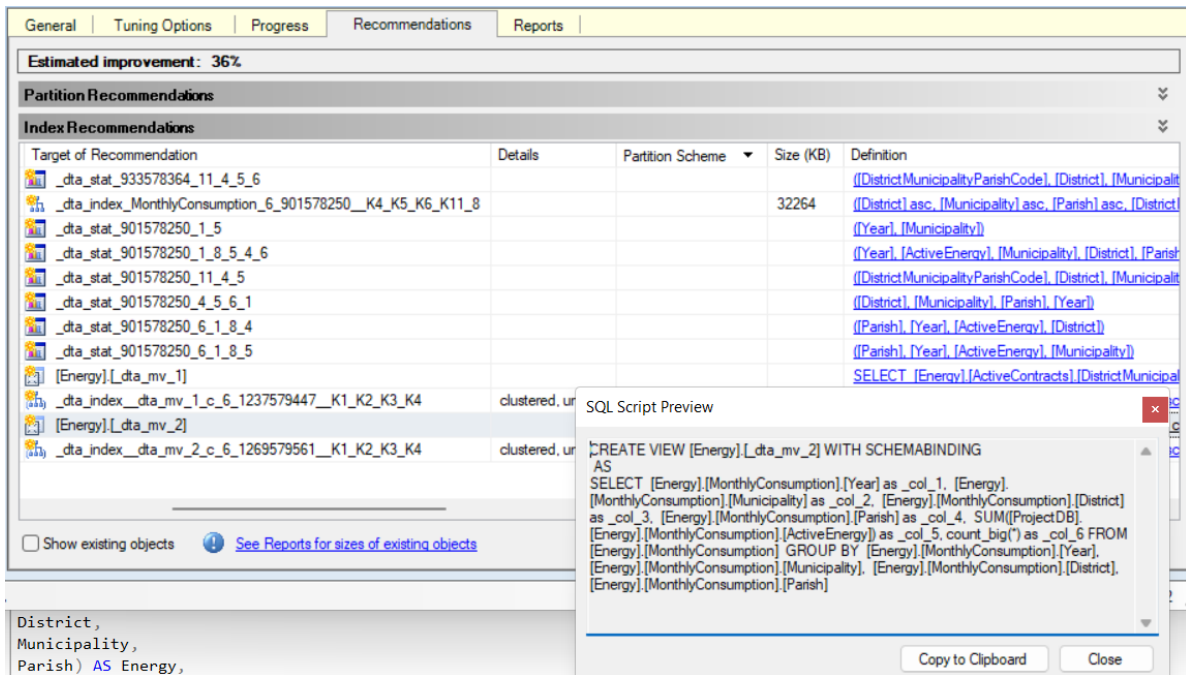 General Tuning Options Progress Recommendations Reports
Estimated improvement: 36%
Partition Recommendations
Index Recommendations
Target of Recommendation Details Partition Scheme Size (KB) Definition
_dta_stat_933578364_11_4_5_6 ([DistrictMunicipalityParishCode], [District], [Municipalit
_dta_index_MonthlyConsumption_6_901578250__K4_K5_K6_K11_8 32264 ([District] asc, [Municipality] asc, [Parish] asc, [District
_dta_stat_901578250_1_5 ([Year], [Municipality])
_dta_stat_901578250_1_8_5_4_6 ([Year], [ActiveEnergy], [Municipality], [District], [Parish
_dta_stat_901578250_11_4_5 ([DistrictMunicipalityParishCode], [District], [Municipalit
_dta_stat_901578250_4_5_6_1 ([District], [Municipality], [Parish], [Year])
_dta_stat_901578250_6_1_8_4 ([Parish], [Year], [ActiveEnergy], [District])
_dta_stat_901578250_6_1_8_5 ([Parish], [Year], [ActiveEnergy], [Municipality])
[Energy].[_dta_mv_1] SELECT [Energy].[ActiveContracts].[DistrictMunicipal
_dta_index__dta_mv_1_c_6_1237579447__K1_K2_K3_K4 clustered, un
[Energy].[_dta_mv_2]
_dta_index__dta_mv_2_c_6_1269579561__K1_K2_K3_K4 clustered, un
Show existing objects See Reports for sizes of existing objects
SQL Script Preview
CREATE VIEW [Energy].[_dta_mv_2] WITH SCHEMABINDING
AS
SELECT [Energy].[MonthlyConsumption].[Year] as _col_1, [Energy].
[MonthlyConsumption].[Municipality] as _col_2, [Energy].[MonthlyConsumption].[District]
as _col_3, [Energy].[MonthlyConsumption].[Parish] as _col_4, SUM([ProjectDB].
[Energy].[MonthlyConsumption].[ActiveEnergy]) as _col_5, count_big(*) as _col_6 FROM
[Energy].[MonthlyConsumption] GROUP BY [Energy].[MonthlyConsumption].[Year],
[Energy].[MonthlyConsumption].[Municipality], [Energy].[MonthlyConsumption].[District],
[Energy].[MonthlyConsumption].[Parish]
Copy to Clipboard Close
District,
Municipality,
Parish) AS Energy,